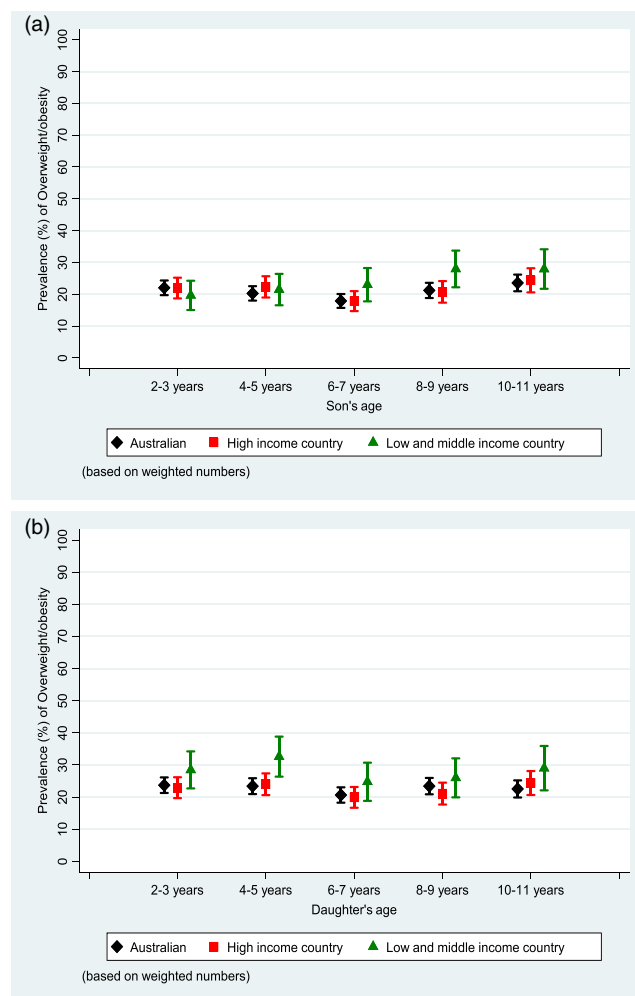 (a)
Prevalence (%) of Overweight/obesity
100
90
80
70
60
50
40
30
20
10
0
2-3 years 4-5 years 6-7 years 8-9 years 10-11 years
Son's age
Australian High income country Low and middle income country
(based on weighted numbers)
(b)
Prevalence (%) of Overweight/obesity
100
90
80
70
60
50
40
30
20
10
0
2-3 years 4-5 years 6-7 years 8-9 years 10-11 years
Daughter's age
Australian High income country Low and middle income country
(based on weighted numbers)